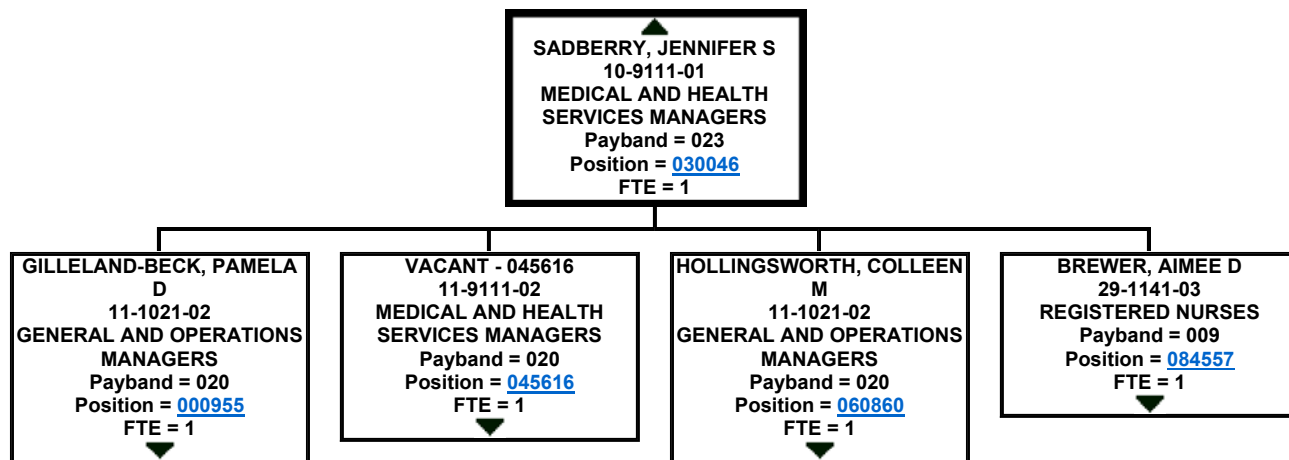 SADBERRY, JENNIFER S
10-9111-01
MEDICAL AND HEALTH
SERVICES MANAGERS
Payband = 023
Position = 030046
FTE = 1
GILLELAND-BECK, PAMELA
D
11-1021-02
GENERAL AND OPERATIONS
MANAGERS
Payband = 020
Position = 000955
FTE = 1
VACANT - 045616
11-9111-02
MEDICAL AND HEALTH
SERVICES MANAGERS
Payband = 020
Position = 045616
FTE = 1
HOLLINGSWORTH, COLLEEN
M
11-1021-02
GENERAL AND OPERATIONS
MANAGERS
Payband = 020
Position = 060860
FTE = 1
BREWER, AIMEE D
29-1141-03
REGISTERED NURSES
Payband = 009
Position = 084557
FTE = 1